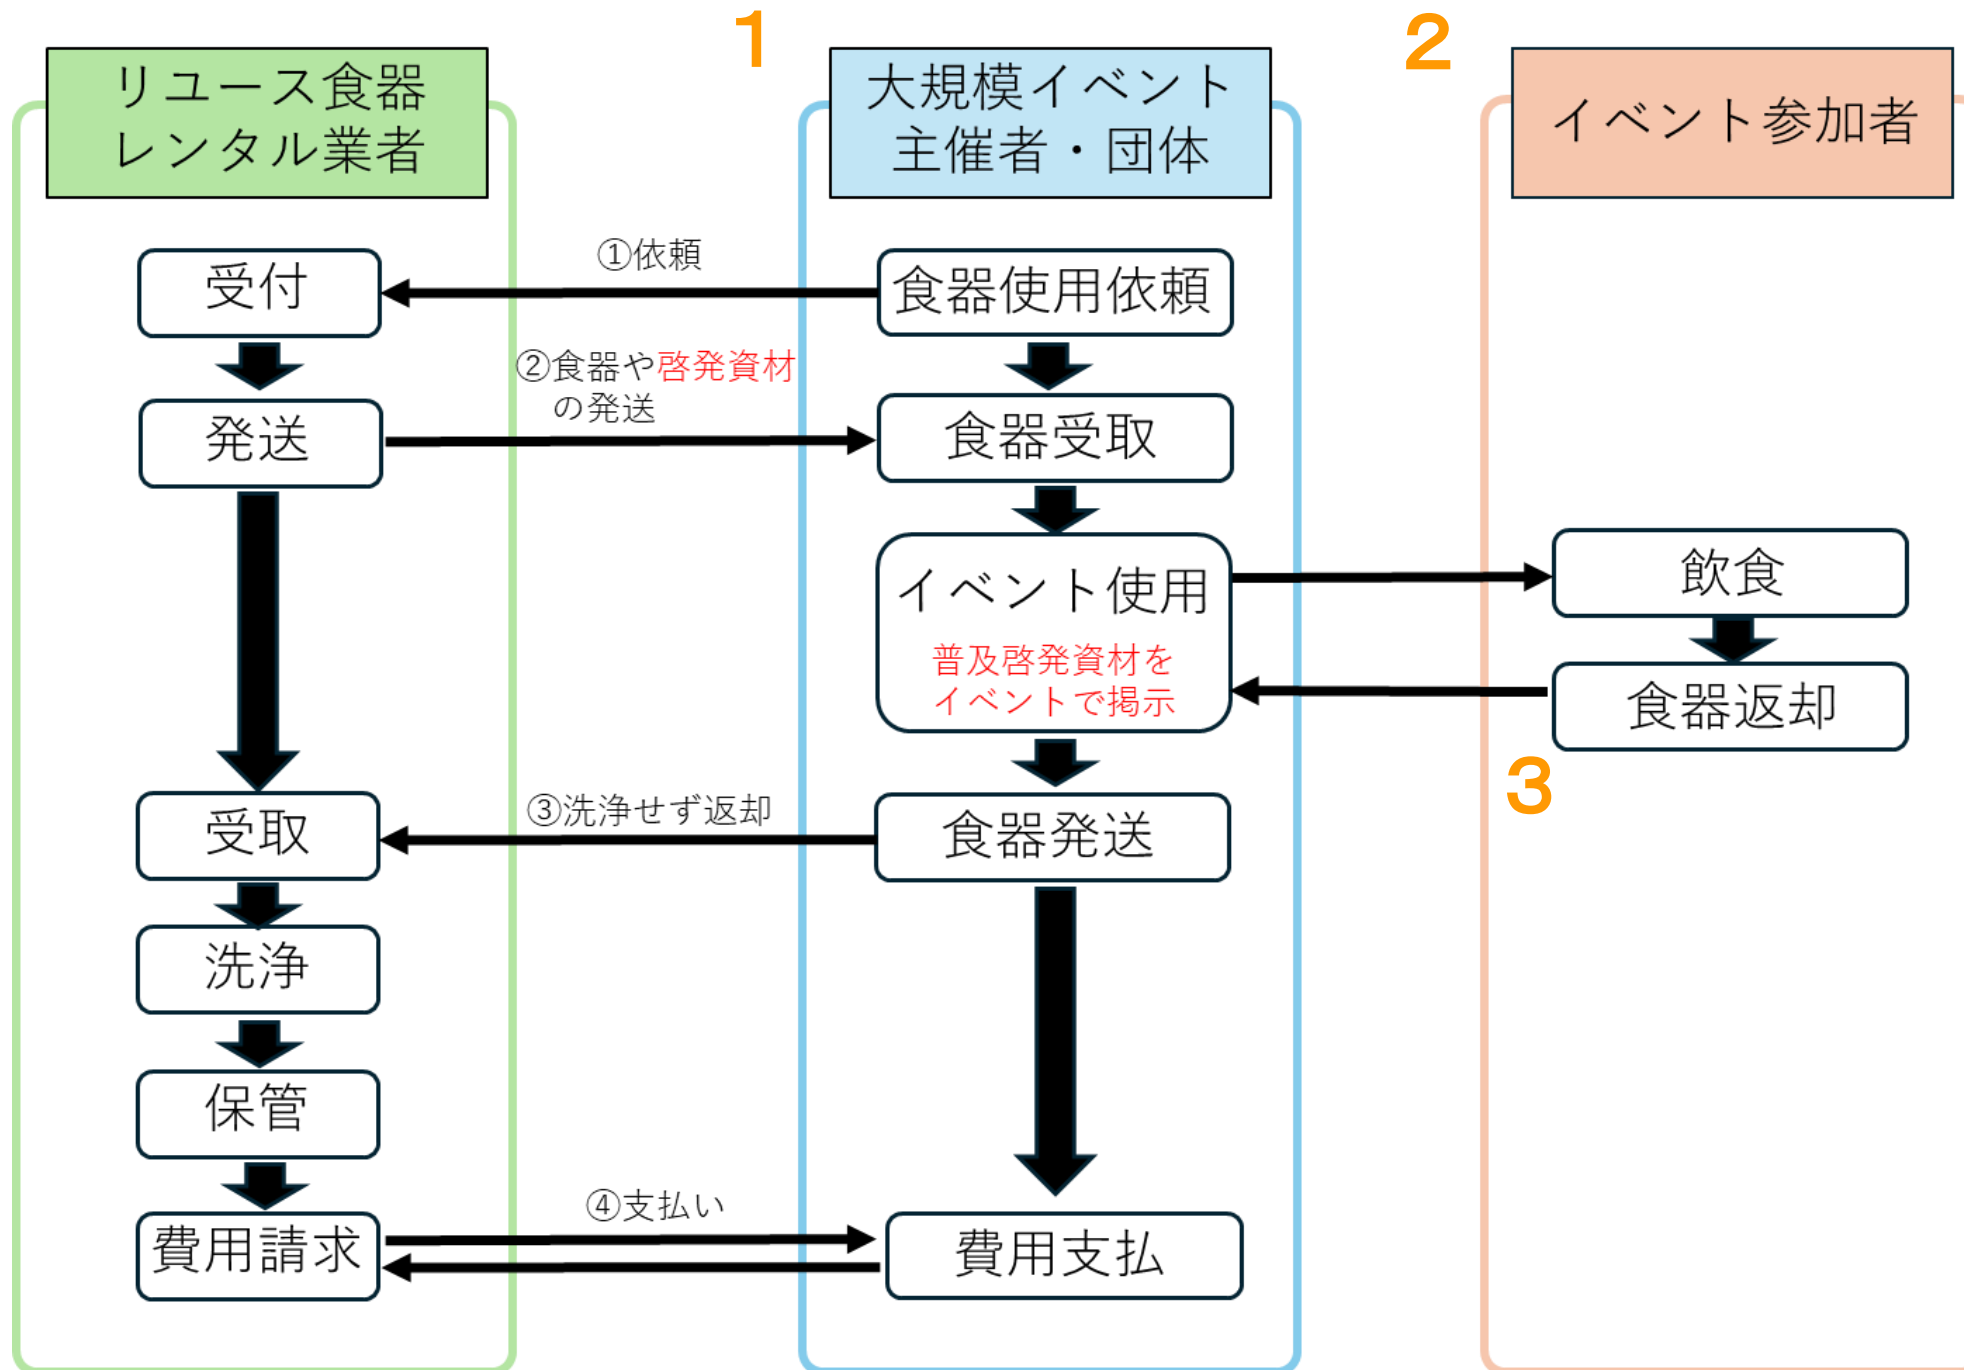 1
2
リユース食器
レンタル業者
大規模イベント
主催者・団体
イベント参加者
受付
①依頼
食器使用依頼
②食器や啓発資材
の発送
発送
食器受取
イベント使用
普及啓発資材を
イベントで掲示
飲食
食器返却
3
受取
③洗浄せず返却
食器発送
洗浄
保管
費用請求
④支払い
費用支払